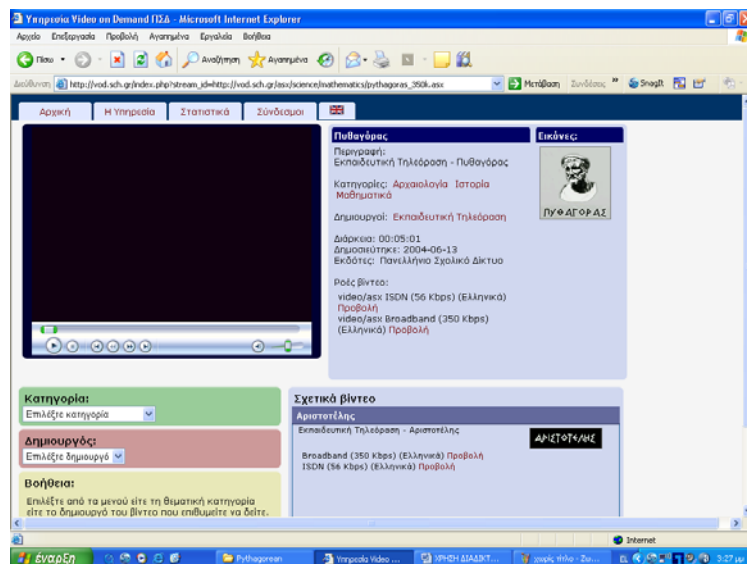 Υπηρεσία Video on Demand ΠΣΔ - Microsoft Internet Explorer
Αρχείο Επεξεργασία Προβολή Αγαπημένα Εργαλεία Βοήθεια
Πίσω Αναζήτηση Αγαπημένα
Διεύθυνση http://vod.sch.gr/index.php?stream_id=http://vod.sch.gr/asx/science/mathematics/pythagoras_350k.asx Μετάβαση Συνδέσεις » SnagIt
Αρχική Η Υπηρεσία Στατιστικά Σύνδεσμοι
Πυθαγόρας
Περιγραφή:
Εκπαιδευτική Τηλεόραση - Πυθαγόρας
Κατηγορίες: Αρχαιολογία Ιστορία
Μαθηματικά
Δημιουργοί: Εκπαιδευτική Τηλεόραση
Διάρκεια: 00:05:01
Δημοσιεύτηκε: 2004-06-13
Εκδότες: Πανελλήνιο Σχολικό Δίκτυο
Ροές βίντεο:
video/asx ISDN (56 Kbps) (Ελληνικά)
Προβολή
video/asx Broadband (350 Kbps)
(Ελληνικά) Προβολή
Εικόνες:
ΠΥΘΑΓΟΡΑΣ
Κατηγορία:
Επιλέξτε κατηγορία
Δημιουργός:
Επιλέξτε δημιουργό
Βοήθεια:
Επιλέξτε από τα μενού είτε τη θεματική κατηγορία
είτε το δημιουργό του βίντεο που επιθυμείτε να δείτε.
Σχετικά βίντεο
Αριστοτέλης
Εκπαιδευτική Τηλεόραση - Αριστοτέλης
ΑΡΙΣΤΟΤΕΛΗΣ
Broadband (350 Kbps) (Ελληνικά) Προβολή
ISDN (56 Kbps) (Ελληνικά) Προβολή
Internet
έναρξη Pythagorean Υπηρεσία Video ... ΧΡΗΣΗ ΔΙΑΔΙΚΤ... χωρίς τίτλο - Ζω... EL 3:27 μμ